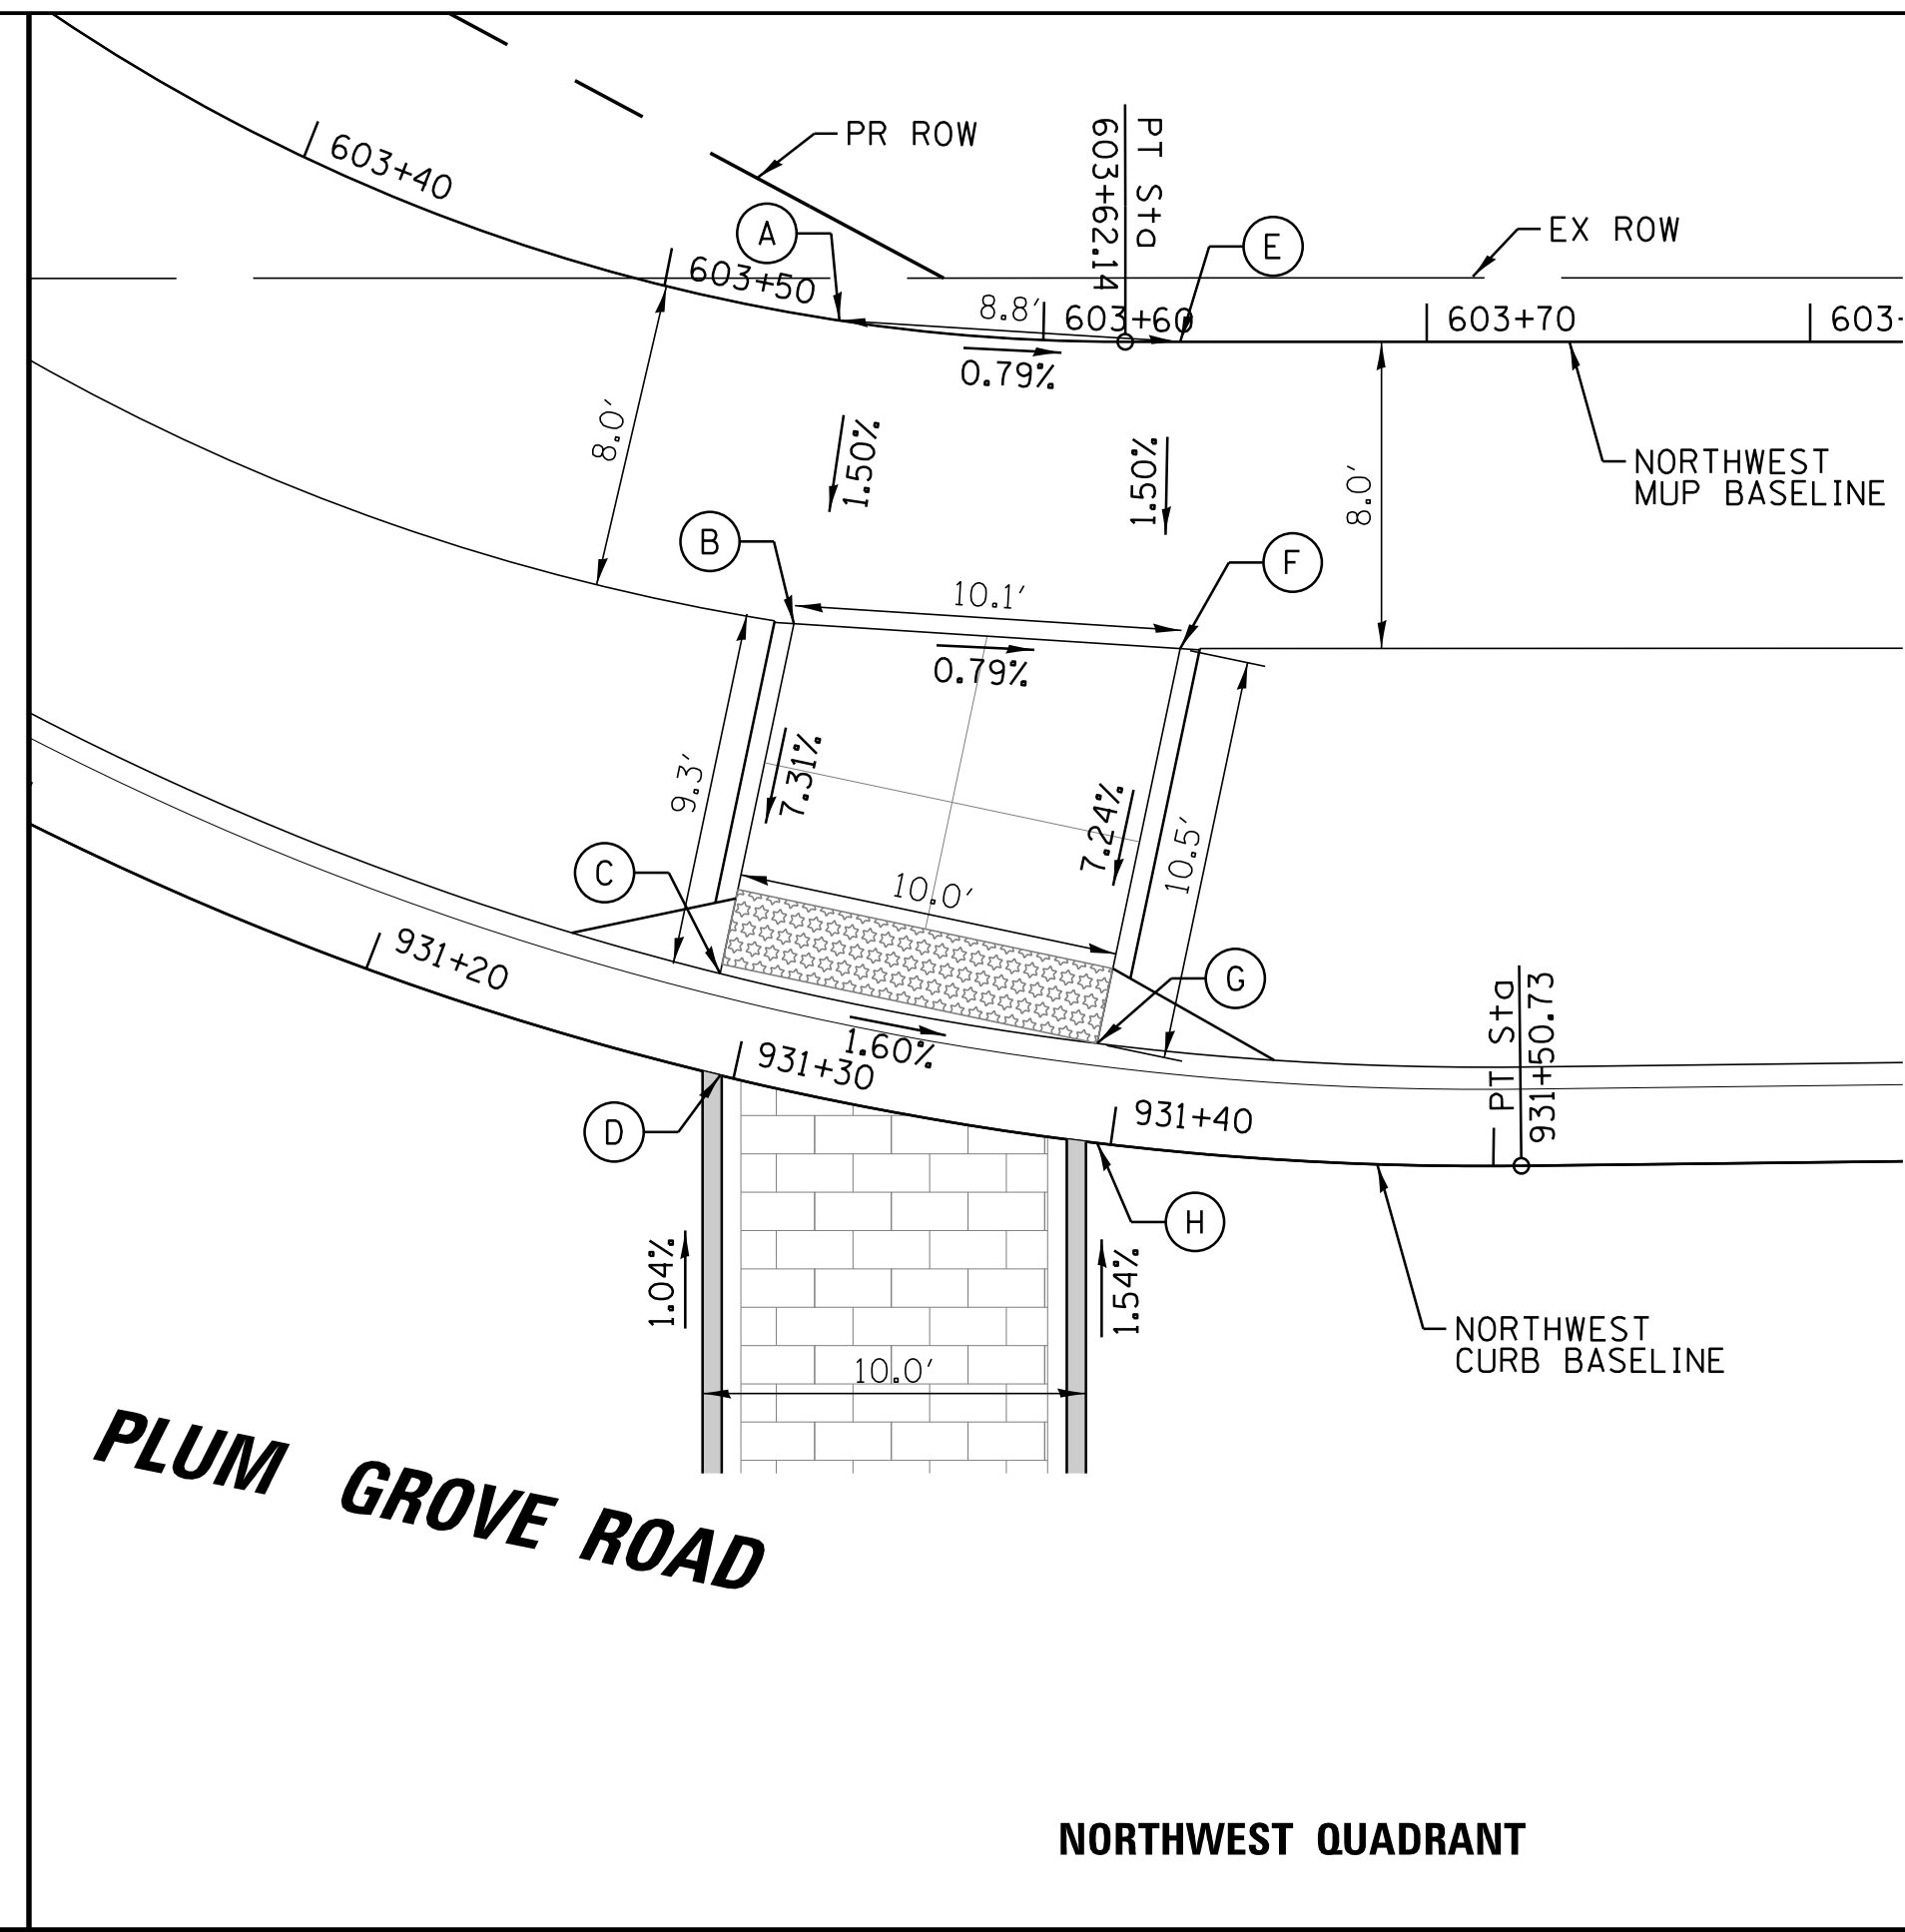 PR ROW
603+40
PT Sta
603+62.14
A
E
EX ROW
603+50
8.8'
603+60
603+70
603-
0.79%
8.0'
1.50%
1.50%
8.0'
NORTHWEST
MUP BASELINE
B
F
10.1'
0.79%
9.3'
7.31%
7.24%
10.5'
C
10.0'
931+20
G
PT Sta
931+50.73
1.60%
931+30
931+40
D
H
1.04%
1.54%
NORTHWEST
CURB BASELINE
10.0'
PLUM GROVE ROAD
NORTHWEST QUADRANT